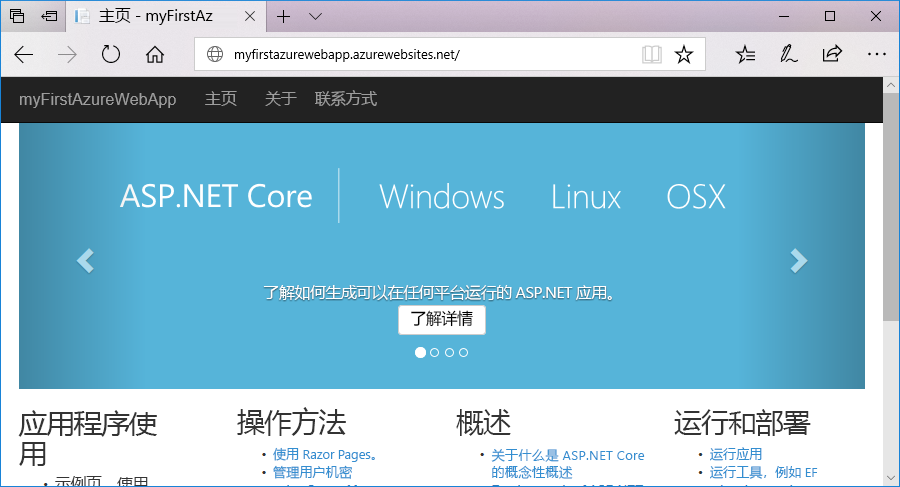 主页 - myFirstAz
myfirstazurewebapp.azurewebsites.net/
myFirstAzureWebApp 主页 关于 联系方式
ASP.NET Core Windows Linux OSX
了解如何生成可以在任何平台运行的 ASP.NET 应用。
了解详情
应用程序使
用
• 示例页，使用
操作方法
• 使用 Razor Pages。
• 管理用户机密
概述
• 关于什么是 ASP.NET Core
的概念性概述
运行和部署
• 运行应用
• 运行工具，例如 EF